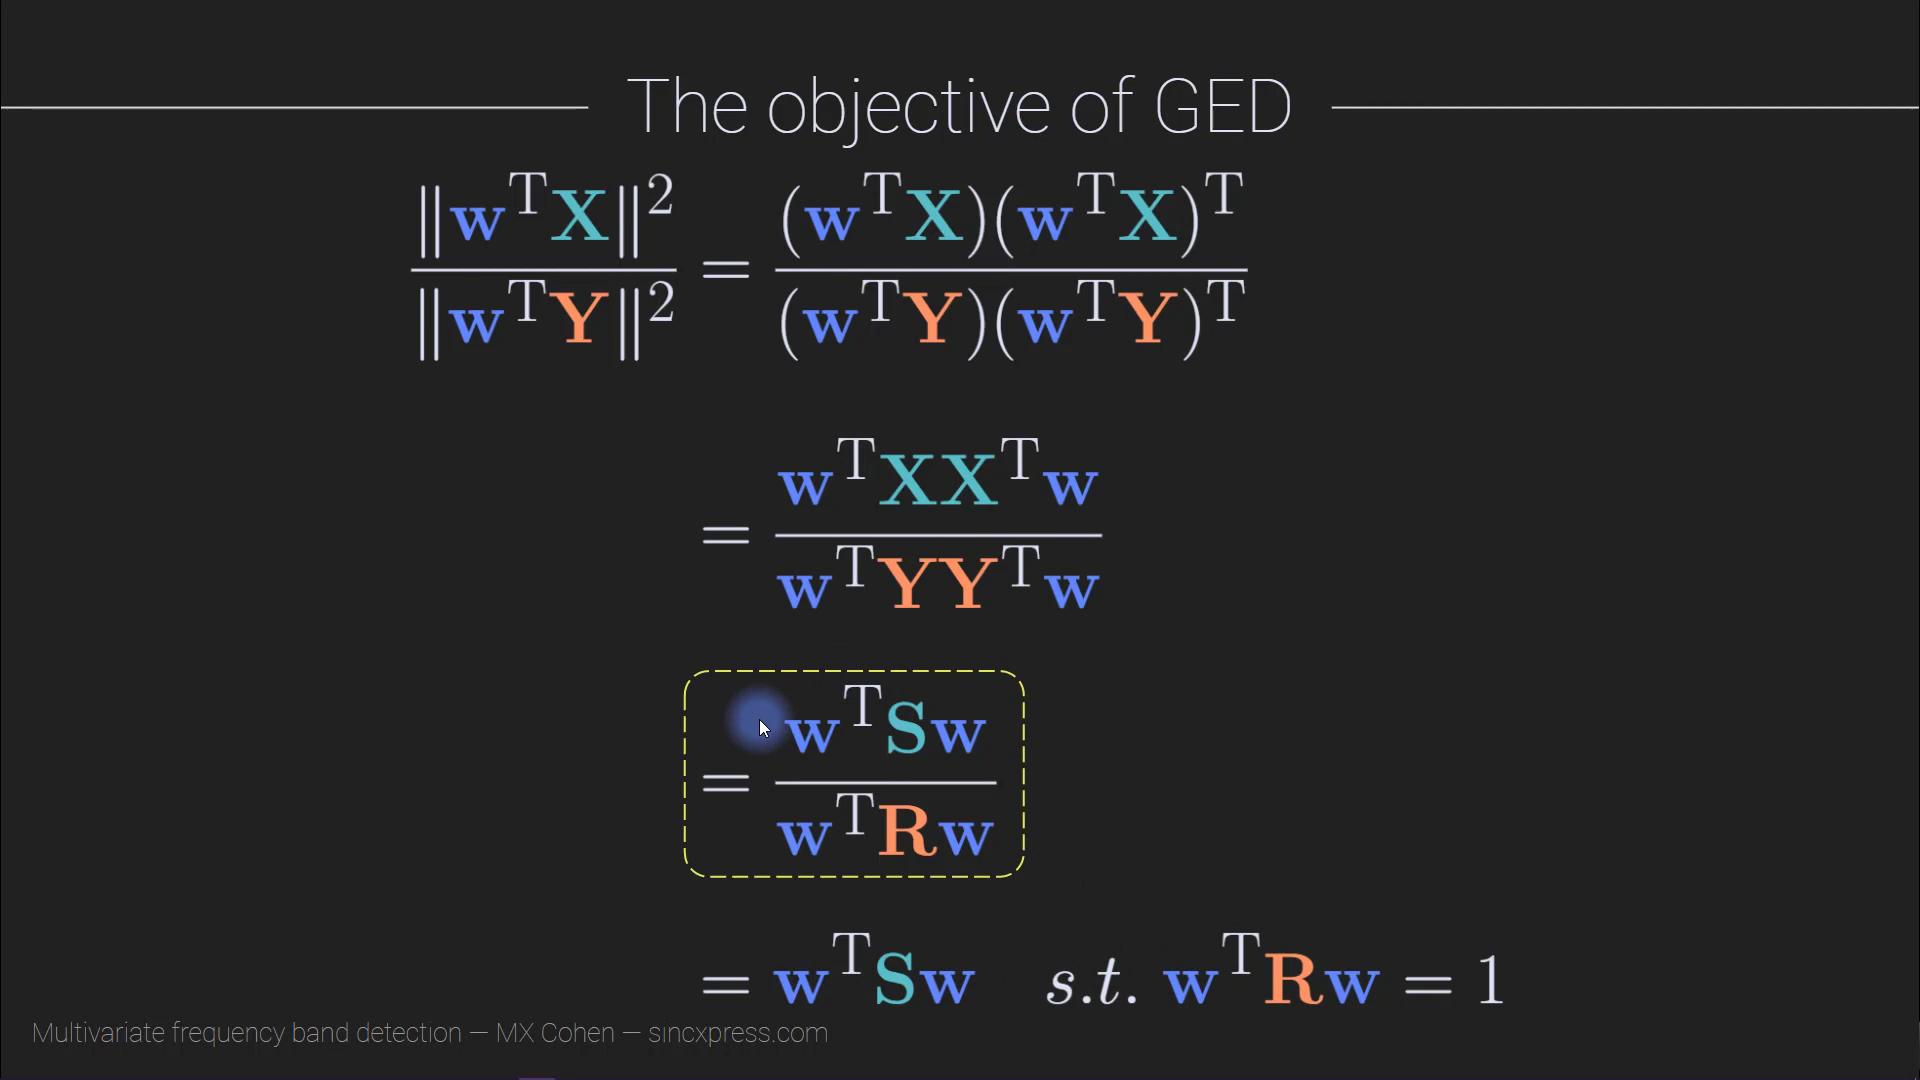 The objective of GED
‖wᵀX‖² / ‖wᵀY‖² = (wᵀX)(wᵀX)ᵀ / (wᵀY)(wᵀY)ᵀ
= wᵀXXᵀw / wᵀYYᵀw
= wᵀSw / wᵀRw
= wᵀSw s.t. wᵀRw = 1
Multivariate frequency band detection — MX Cohen — sincxpress.com